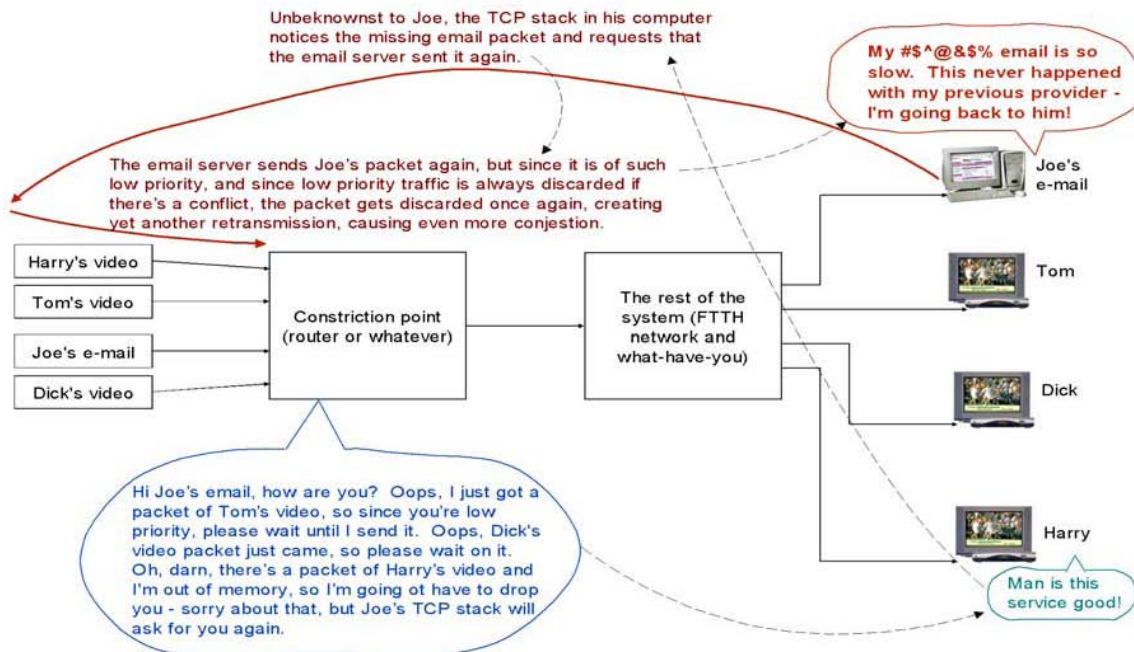 Unbeknownst to Joe, the TCP stack in his computer
notices the missing email packet and requests that
the email server sent it again.
My #$^@&$% email is so
slow. This never happened
with my previous provider -
I'm going back to him!
The email server sends Joe's packet again, but since it is of such
low priority, and since low priority traffic is always discarded if
there's a conflict, the packet gets discarded once again, creating
yet another retransmission, causing even more conjestion.
Joe's
e-mail
Harry's video
Tom's video
Joe's e-mail
Dick's video
Constriction point
(router or whatever)
The rest of the
system (FTTH
network and
what-have-you)
Tom
Dick
Harry
Hi Joe's email, how are you? Oops, I just got a
packet of Tom's video, so since you're low
priority, please wait until I send it. Oops, Dick's
video packet just came, so please wait on it.
Oh, darn, there's a packet of Harry's video and
I'm out of memory, so I'm going ot have to drop
you - sorry about that, but Joe's TCP stack will
ask for you again.
Man is this
service good!